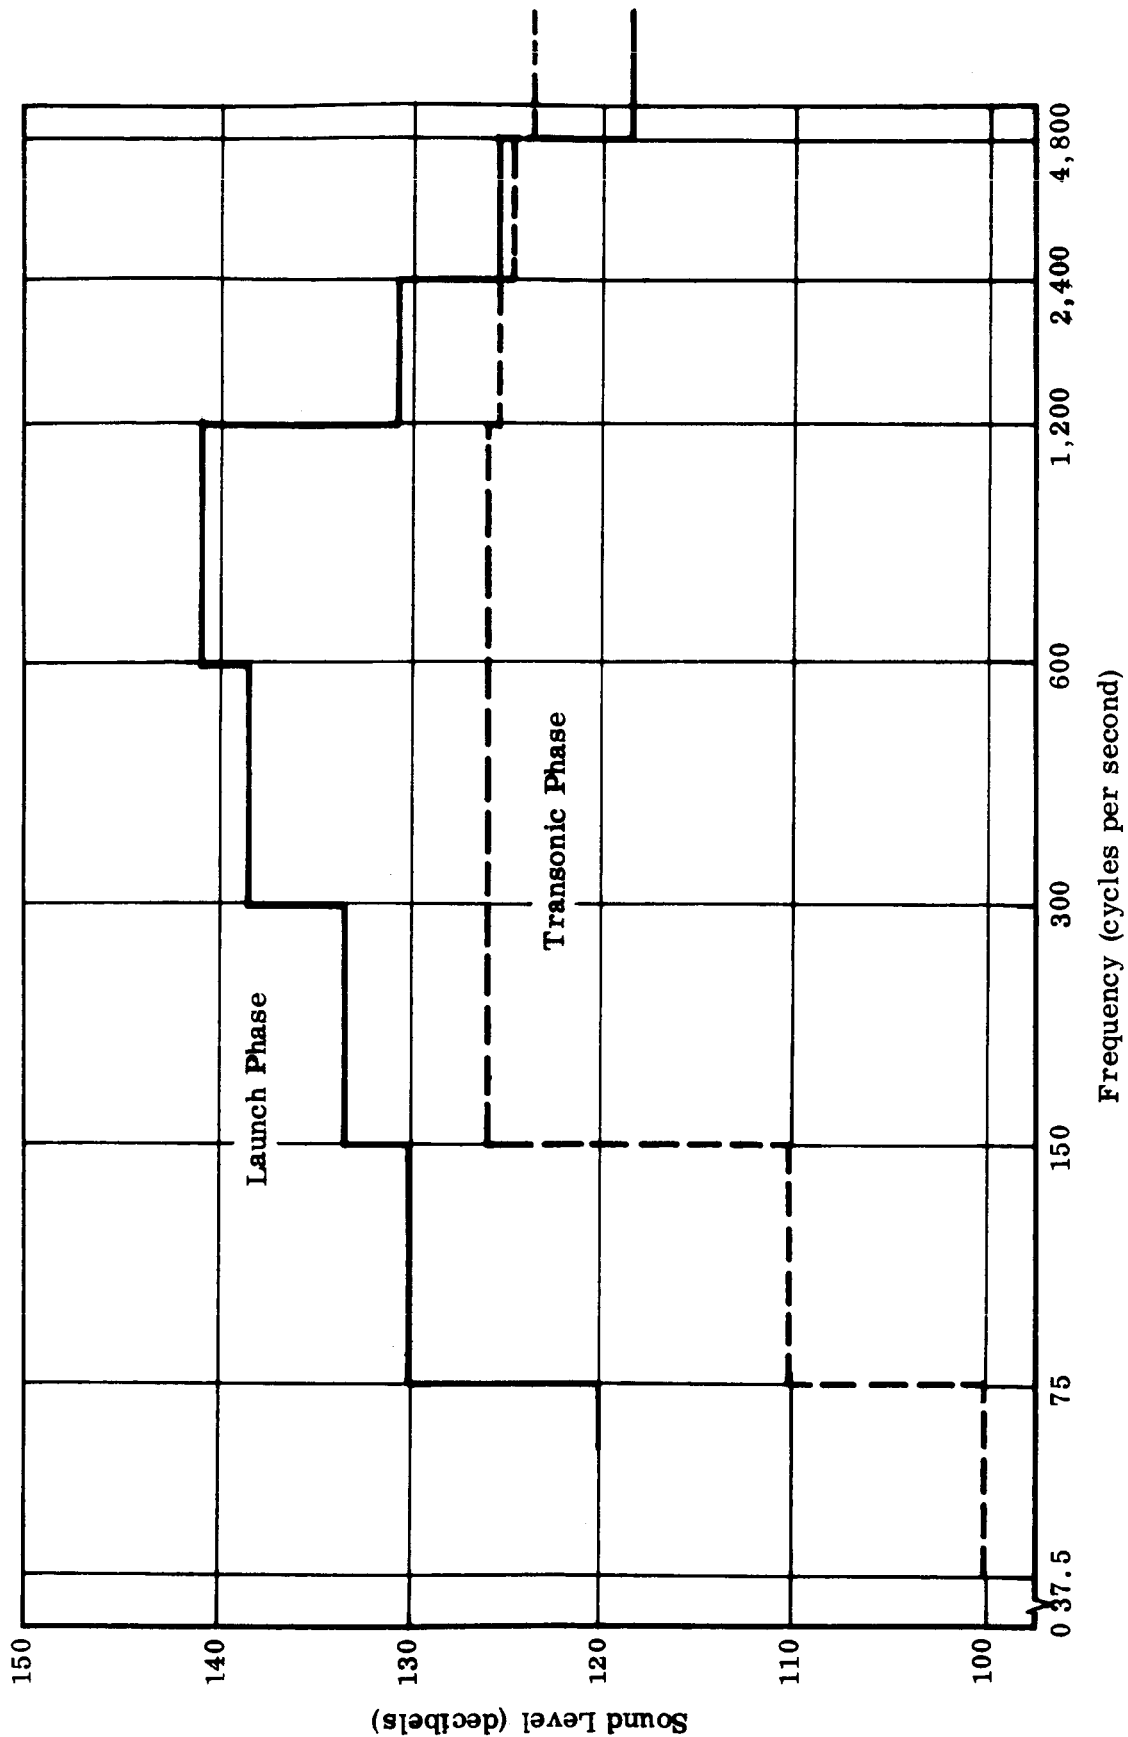 150
140
130
120
110
100
Sound Level (decibels)
Launch Phase
Transonic Phase
0 37.5 75 150 300 600 1,200 2,400 4,800
Frequency (cycles per second)